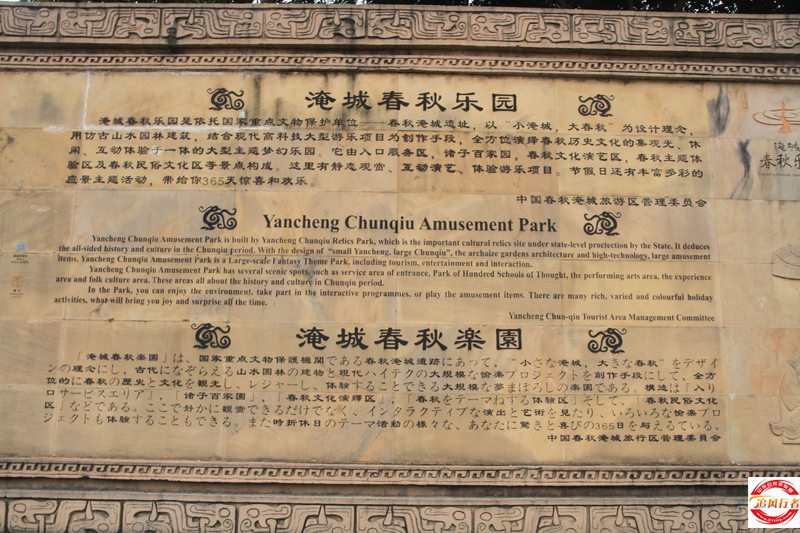 淹城春秋乐园
淹城春秋乐园是依托国家重点文物保护单位——春秋淹城遗址,以“小淹城,大春秋”为设计理念,
用仿古山水园林建筑,结合现代高科技大型游乐项目为创作手段,全方位演绎春秋历史文化的集观光、休
闲、互动体验于一体的大型主题梦幻乐园。它由入口服务区,诸子百家园,春秋文化演艺区,春秋主题体
验区及春秋民俗文化区等景点构成。这里有静态观赏、互动演艺、体验游乐项目。节假日还有丰富多彩的
应景主题活动,带给你365天惊喜和欢乐。
中国春秋淹城旅游区管理委员会
Yancheng Chunqiu Amusement Park
Yancheng Chunqiu Amusement Park is built by Yancheng Chunqiu Relics Park, which is the important cultural relics site under state-level proctection by the State. It deduces
the all-sided history and cuiture in the Chunqiu period. With the design of "small Yancheng, large Chunqiu", the archaize gardens architecture and high-technology, large amusement
items, Yancheng Chunqiu Amusement Park is a Large-scale Fantasy Theme Park, including tourism, entertainment and interaction.
Yancheng Chunqiu Amusement Park has several scenic spots, such as service area of entrance, Park of Hundred Schools of Thought, the performing arts area, the experience
area and folk culture area. These areas all about the history and culture in Chunqiu period.
In the Park, you can enjoy the environment, take part in the interactive programmes, or play the amusement items. There are many rich, varied and colourful holiday
activities, what will bring you joy and surprise all the time.
Yancheng Chun-qiu Tourist Area Management Committee
淹城春秋楽園
「淹城春秋楽園」は、国家重点文物保護機関である春秋淹城遺跡にあって,“小さな淹城,大きな春秋”をデザイ
ンの理念にし,古代になぞらえる山水園林の建物と現代ハイテクの大規模な愉楽プロジェクトを創作手段にして,全方
位的に春秋の歴史と文化を観光し、レジャーし、体験することできる大規模な夢まぼろしの楽園である。構造は「入り
口サービスエリア」,「諸子百家園」,「春秋文化演繹区」,「春秋をテーマねする体験区」そして、「春秋民俗文化
区」などである。ここで静かに観賞できるだけでなく、インタラクティブな演出と芸術を見たり、いろいろな愉楽プロ
ジェクトも体験することもできる。また時折休日のテーマ活動の様々な、あなたに驚きと喜びの365日を与えるている。
中国春秋淹城旅行区管理委員会
淹城
春秋乐
追风行者